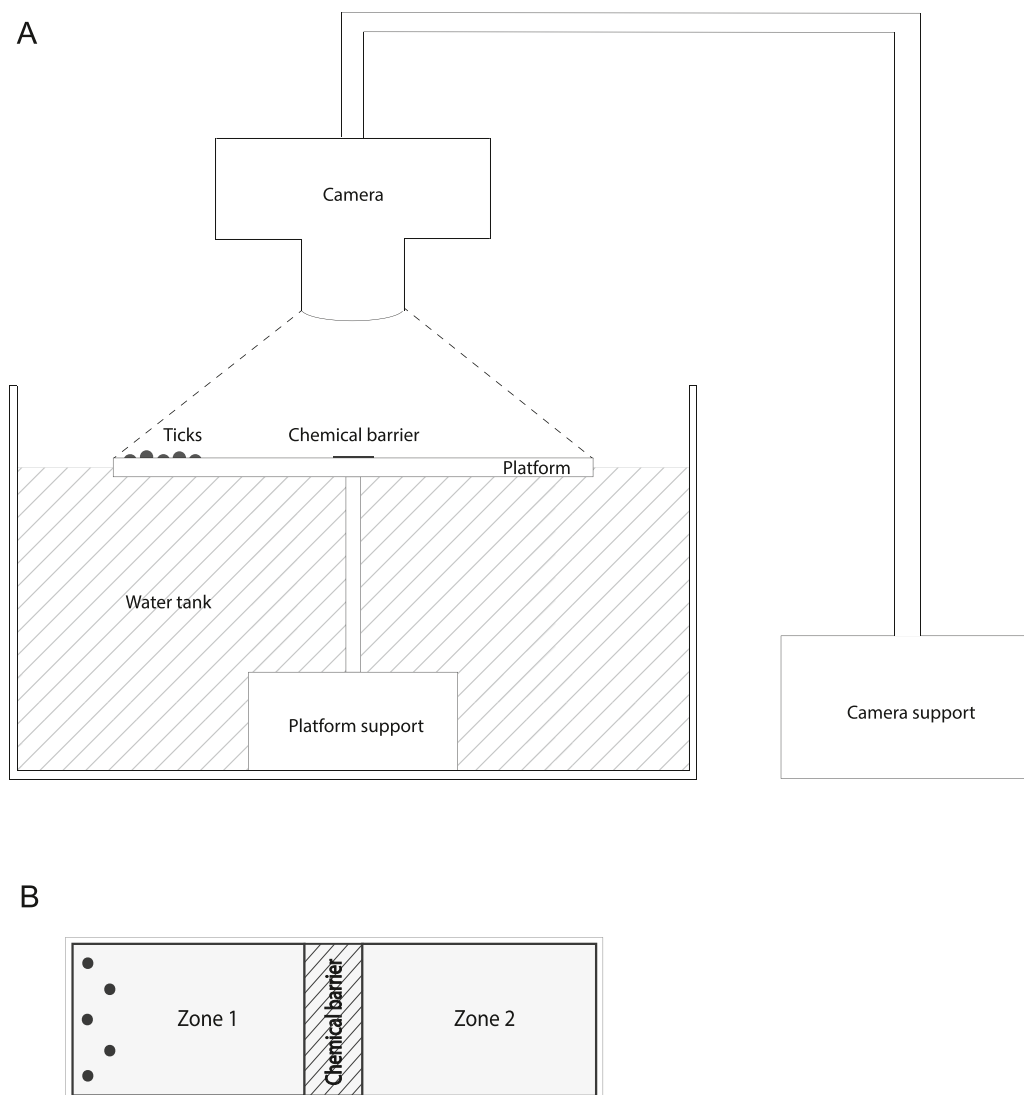 A
Camera
Ticks
Chemical barrier
Platform
Water tank
Platform support
Camera support
B
Zone 1
Chemical barrier
Zone 2